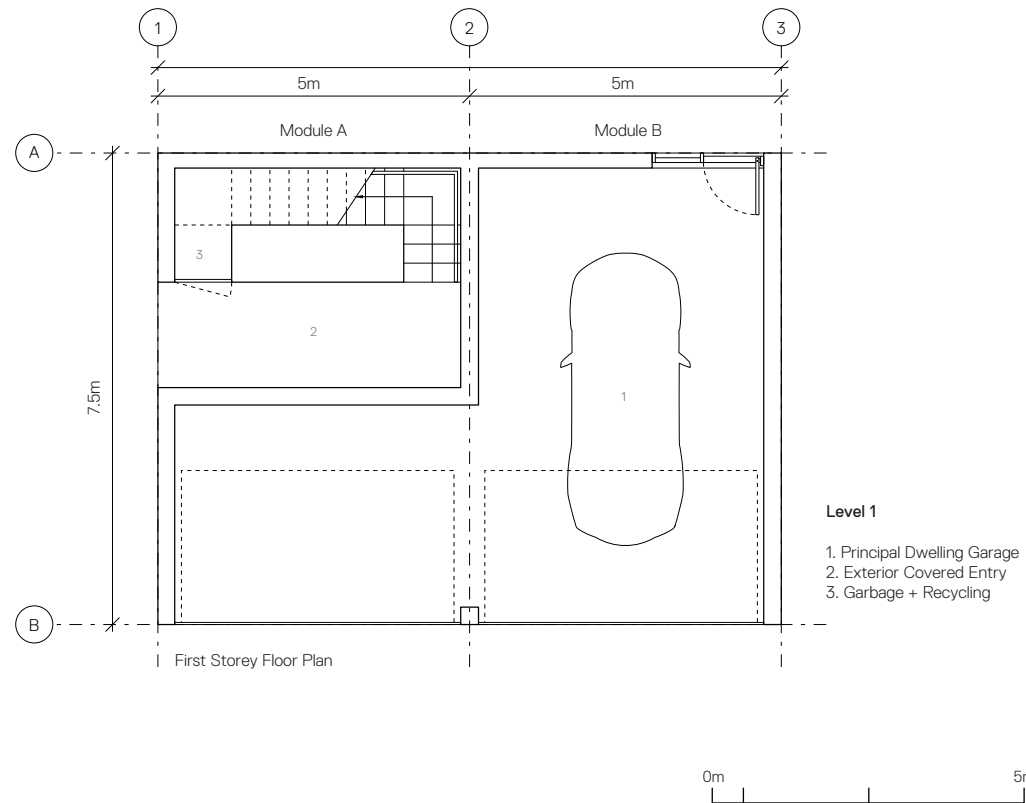 1
2
3
5m
5m
Module A
Module B
A
3
2
7.5m
1
Level 1
1. Principal Dwelling Garage
2. Exterior Covered Entry
3. Garbage + Recycling
B
First Storey Floor Plan
0m
5m